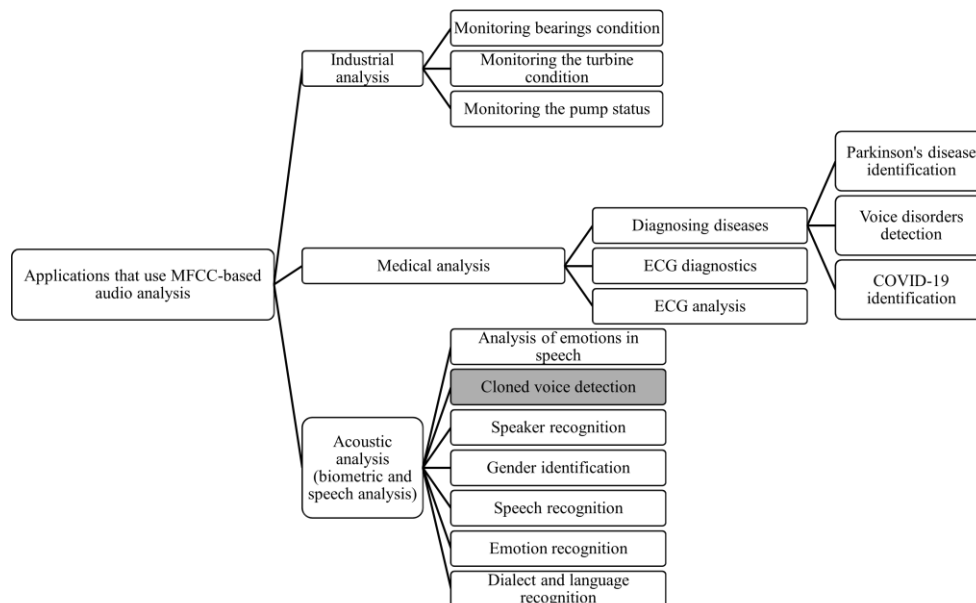 Monitoring bearings condition
Industrial
analysis
Monitoring the turbine
condition
Monitoring the pump status
Parkinson's disease
identification
Diagnosing diseases
Voice disorders
detection
Applications that use MFCC-based
audio analysis
Medical analysis
ECG diagnostics
COVID-19
identification
ECG analysis
Analysis of emotions in
speech
Cloned voice detection
Acoustic
analysis
(biometric and
speech analysis)
Speaker recognition
Gender identification
Speech recognition
Emotion recognition
Dialect and language
recognition